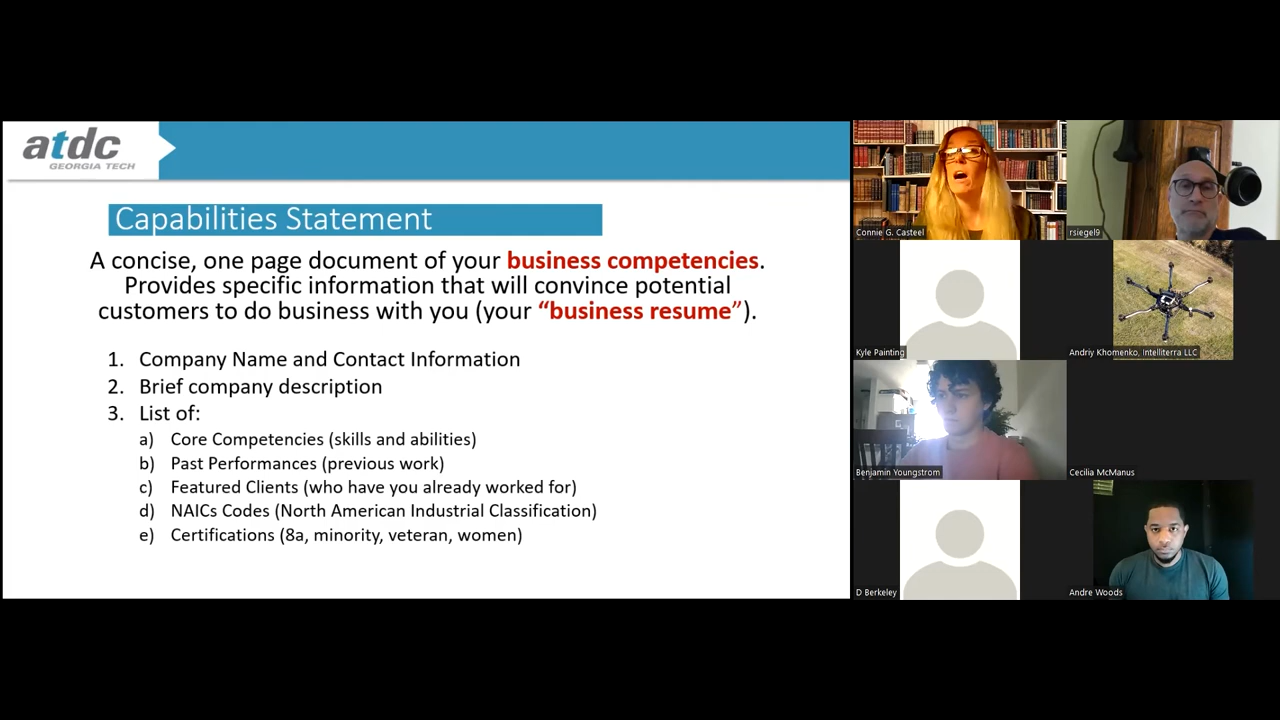 atdc
GEORGIA TECH
Capabilities Statement
A concise, one page document of your business competencies.
Provides specific information that will convince potential
customers to do business with you (your “business resume”).
1. Company Name and Contact Information
2. Brief company description
3. List of:
a) Core Competencies (skills and abilities)
b) Past Performances (previous work)
c) Featured Clients (who have you already worked for)
d) NAICs Codes (North American Industrial Classification)
e) Certifications (8a, minority, veteran, women)
Connie G. Casteel
rsiegel9
Kyle Painting
Andriy Khomenko, Intelliterra LLC
Benjamin Youngstrom
Cecilia McManus
D Berkeley
Andre Woods